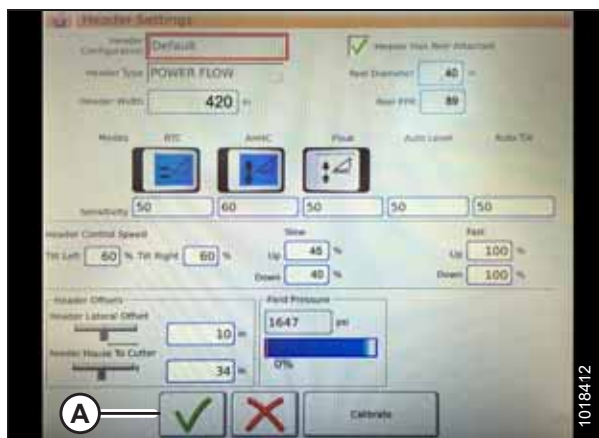 Header Settings
Header Configuration Default
Header Has Reel Attached
Header Type POWER FLOW
Reel Diameter 40 in
Header Width 420 in
Reel PPR 89
Modes RTC AHHC Float Auto Level Auto Tilt
Sensitivity 50 60 50 50 50
Header Control Speed Slow Fast
Tilt Left 60 % Tilt Right 60 % Up 45 % Up 100 %
Down 40 % Down 100 %
Header Offsets Field Pressure
Header Lateral Offset 10 in 1647 psi
Feeder House To Cutter 34 in 0%
A Calibrate
1018412